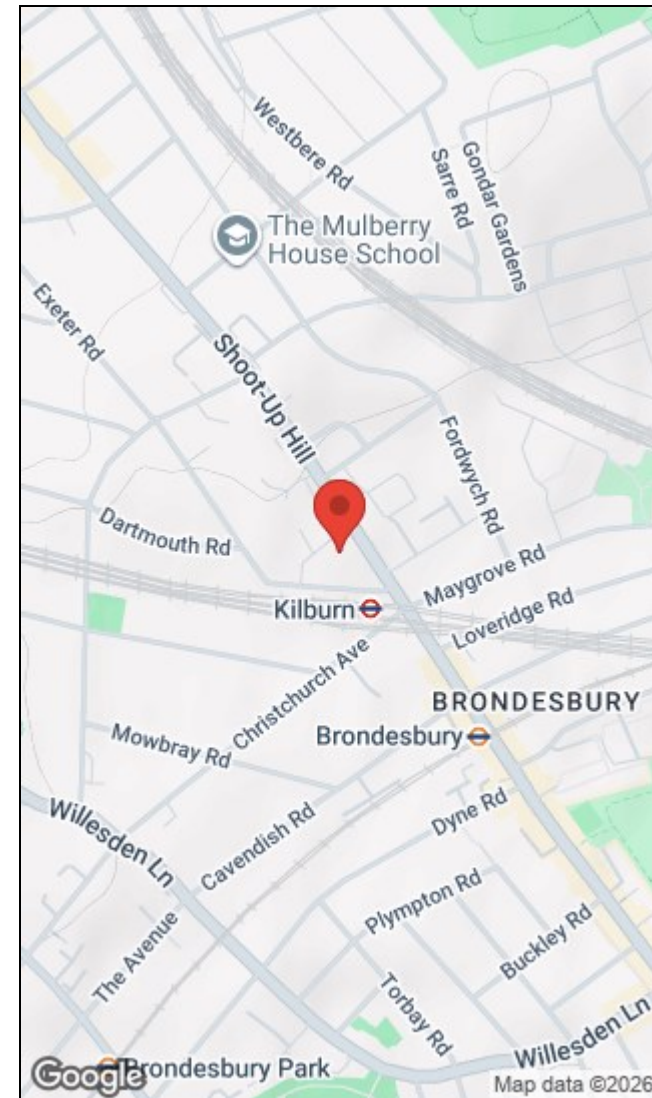 Westbere Rd
Sarre Rd
Gondar Gardens
The Mulberry
House School
Exeter Rd
Shoot-Up Hill
Fordwych Rd
Dartmouth Rd
Maygrove Rd
Kilburn
Loveridge Rd
Christchurch Ave
BRONDESBURY
Mowbray Rd
Brondesbury
Willesden Ln
Cavendish Rd
Dyne Rd
Plympton Rd
The Avenue
Buckley Rd
Torbay Rd
Willesden Ln
Brondesbury Park
Google
Map data ©2026